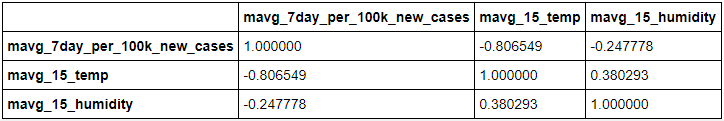 mavg_7day_per_100k_new_cases mavg_15_temp mavg_15_humidity
mavg_7day_per_100k_new_cases 1.000000 -0.806549 -0.247778
mavg_15_temp -0.806549 1.000000 0.380293
mavg_15_humidity -0.247778 0.380293 1.000000